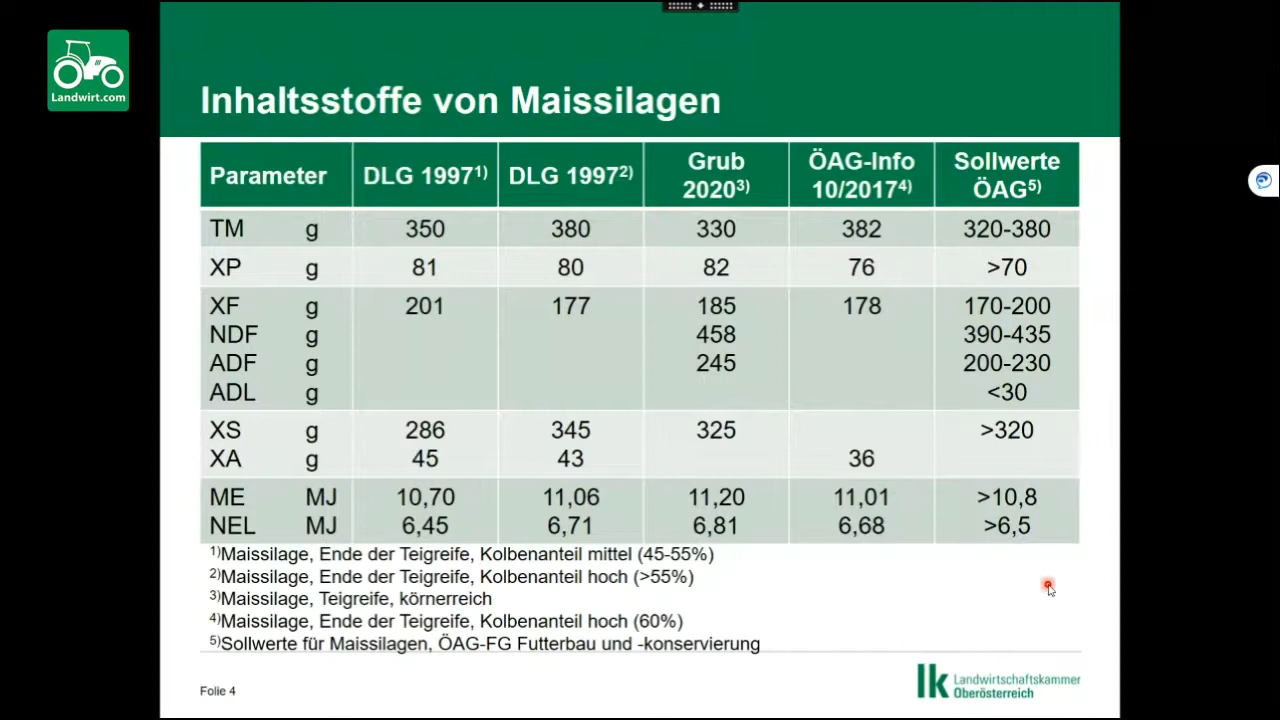 Landwirt.com
Inhaltsstoffe von Maissilagen
Parameter DLG 1997¹⁾ DLG 1997²⁾ Grub 2020³⁾ ÖAG-Info 10/2017⁴⁾ Sollwerte ÖAG⁵⁾
TM g 350 380 330 382 320-380
XP g 81 80 82 76 >70
XF g 201 177 185 178 170-200
NDF g 458 390-435
ADF g 245 200-230
ADL g <30
XS g 286 345 325 >320
XA g 45 43 36
ME MJ 10,70 11,06 11,20 11,01 >10,8
NEL MJ 6,45 6,71 6,81 6,68 >6,5
¹⁾Maissilage, Ende der Teigreife, Kolbenanteil mittel (45-55%)
²⁾Maissilage, Ende der Teigreife, Kolbenanteil hoch (>55%)
³⁾Maissilage, Teigreife, körnerreich
⁴⁾Maissilage, Ende der Teigreife, Kolbenanteil hoch (60%)
⁵⁾Sollwerte für Maissilagen, ÖAG-FG Futterbau und -konservierung
Folie 4
lk Landwirtschaftskammer
Oberösterreich